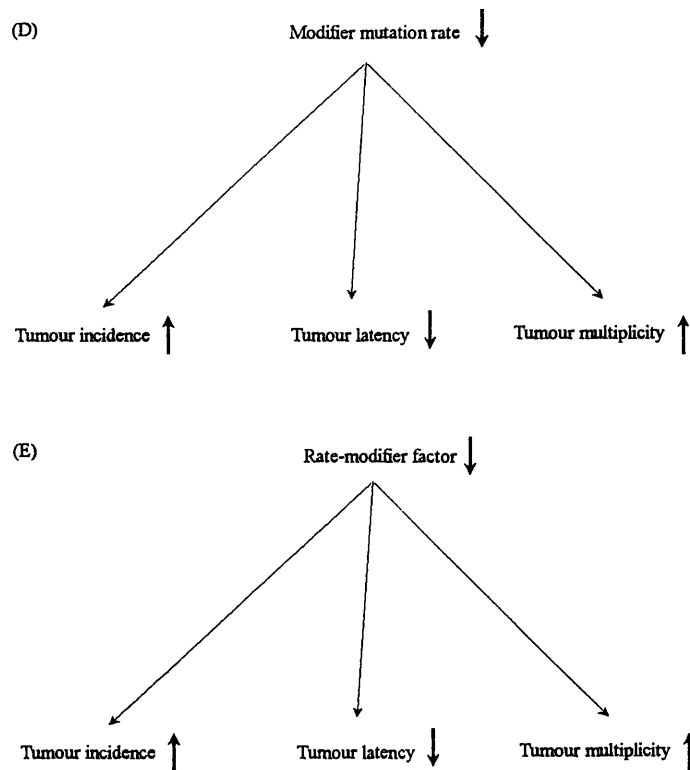 (D)
Modifier mutation rate
Tumour incidence Tumour latency Tumour multiplicity
(E)
Rate-modifier factor
Tumour incidence Tumour latency Tumour multiplicity